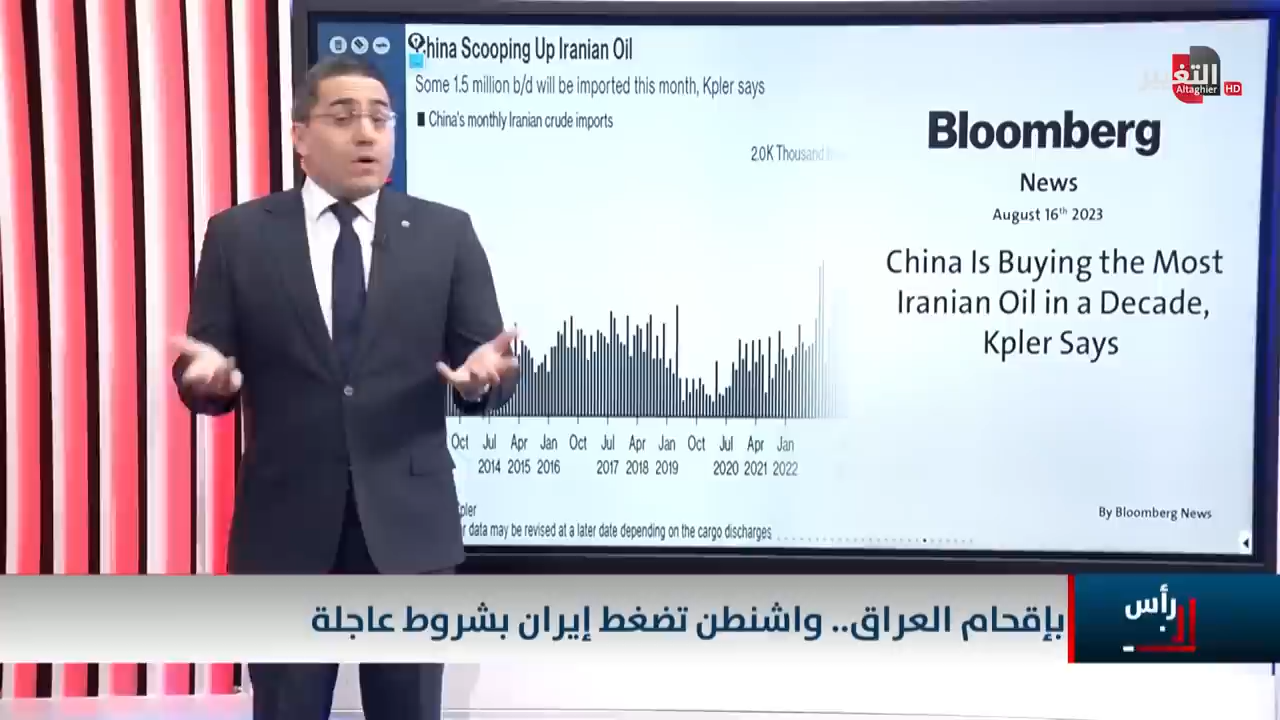 China Scooping Up Iranian Oil
Some 1.5 million b/d will be imported this month, Kpler says
China's monthly Iranian crude imports
2.0K Thousand
Oct Jul Apr Jan Oct Jul Apr Jan Oct Jul Apr Jan
2014 2015 2016 2017 2018 2019 2020 2021 2022
Kpler
data may be revised at a later date depending on the cargo discharges
التغيير
Altaghier HD
Bloomberg
News
August 16th 2023
China Is Buying the Most
Iranian Oil in a Decade,
Kpler Says
By Bloomberg News
بإقحام العراق.. واشنطن تضغط إيران بشروط عاجلة
بالرأس